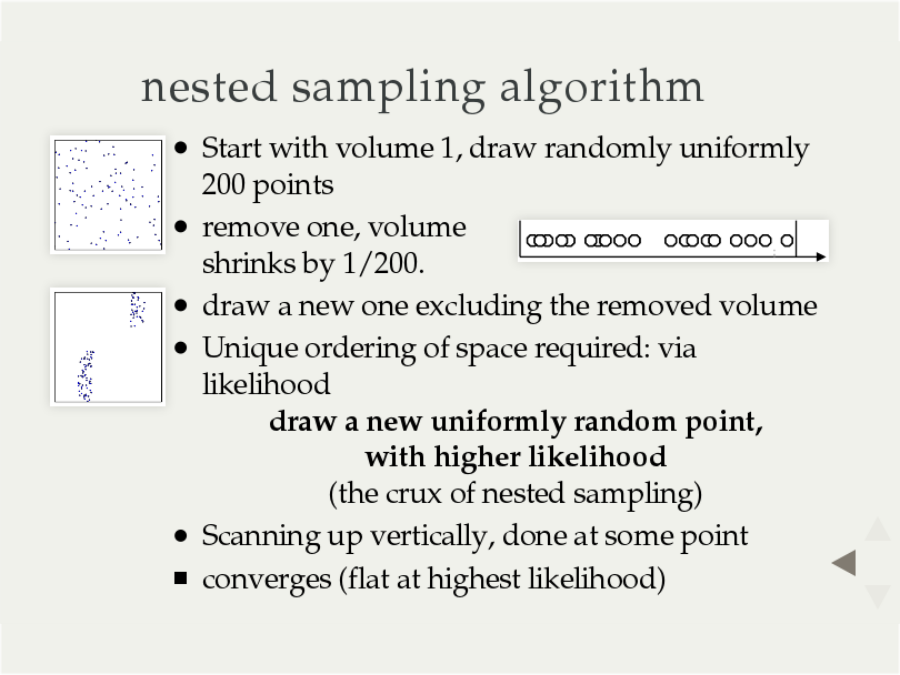 nested sampling algorithm
● Start with volume 1, draw randomly uniformly
200 points
● remove one, volume
shrinks by 1/200.
● draw a new one excluding the removed volume
● Unique ordering of space required: via
likelihood
draw a new uniformly random point,
with higher likelihood
(the crux of nested sampling)
● Scanning up vertically, done at some point
■ converges (flat at highest likelihood)